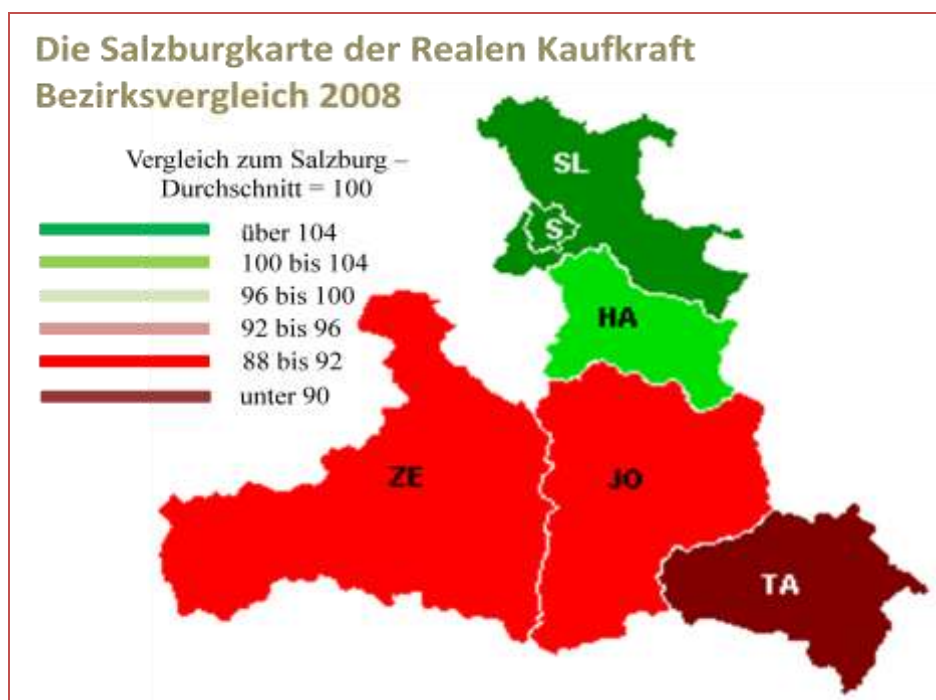 Die Salzburgkarte der Realen Kaufkraft
Bezirksvergleich 2008
Vergleich zum Salzburg –
Durchschnitt = 100
über 104
100 bis 104
96 bis 100
92 bis 96
88 bis 92
unter 90
SL
S
HA
ZE
JO
TA